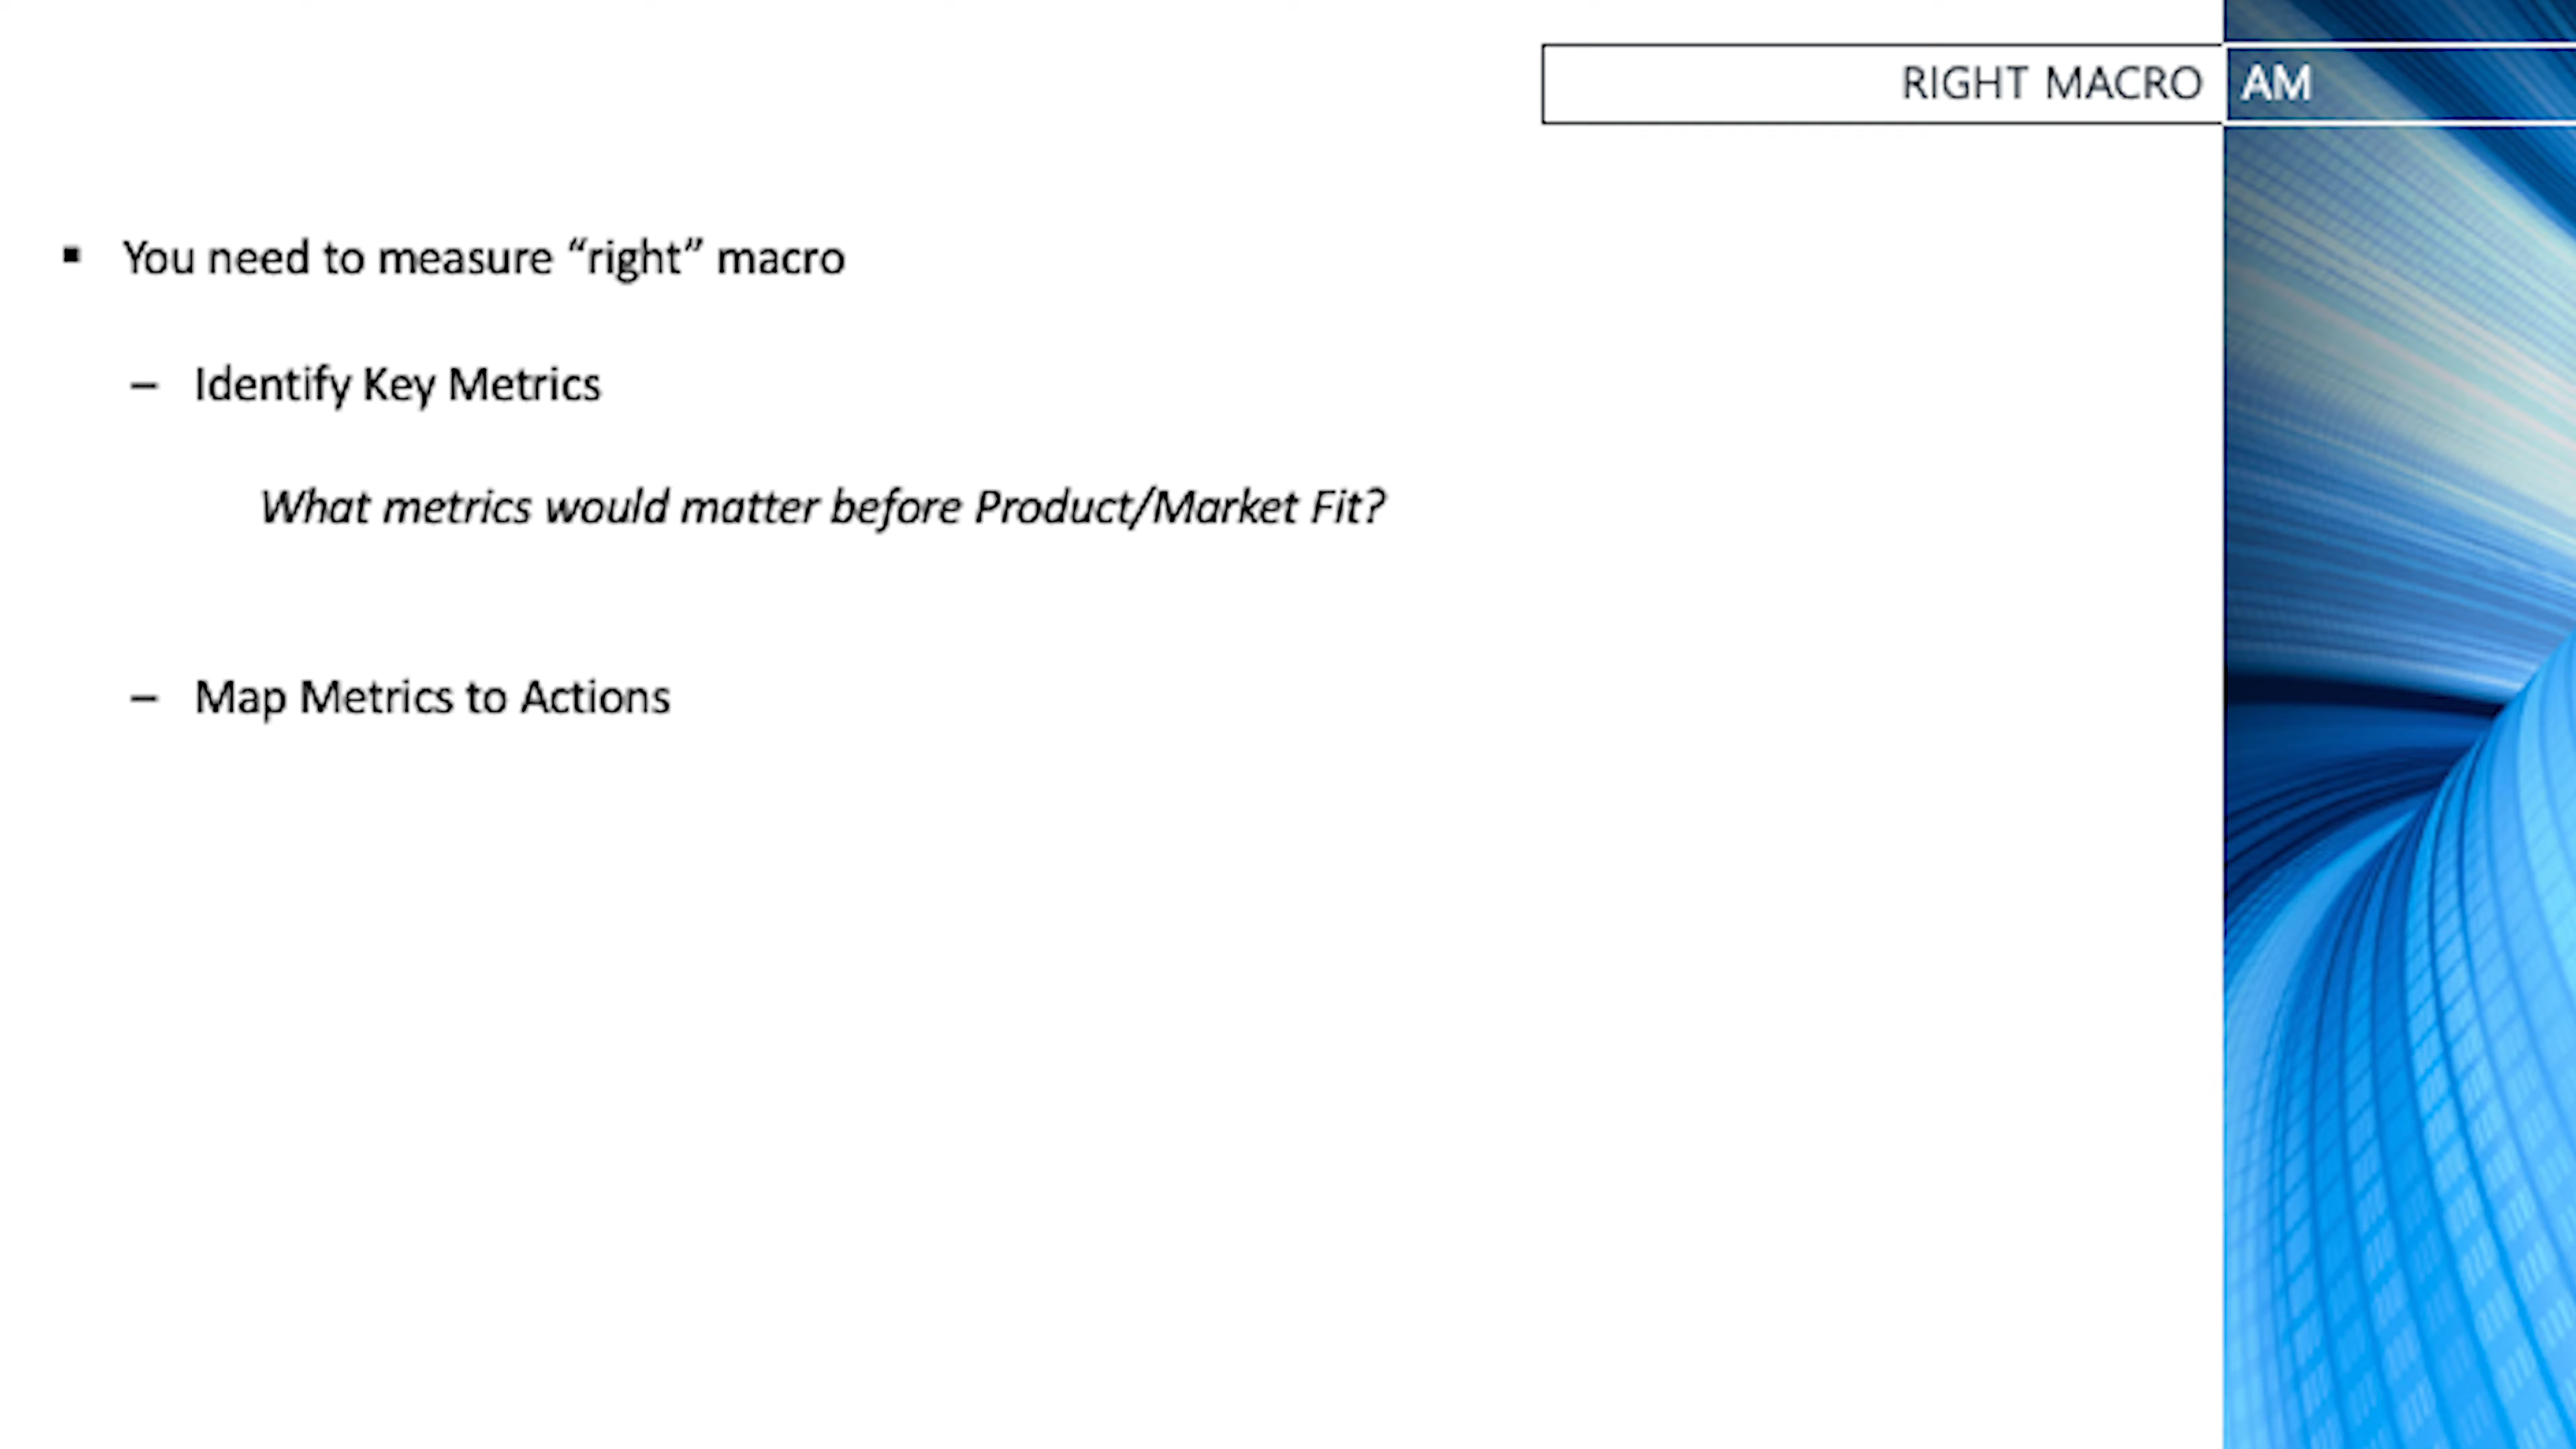 RIGHT MACRO AM
▪ You need to measure “right” macro
– Identify Key Metrics
What metrics would matter before Product/Market Fit?
– Map Metrics to Actions